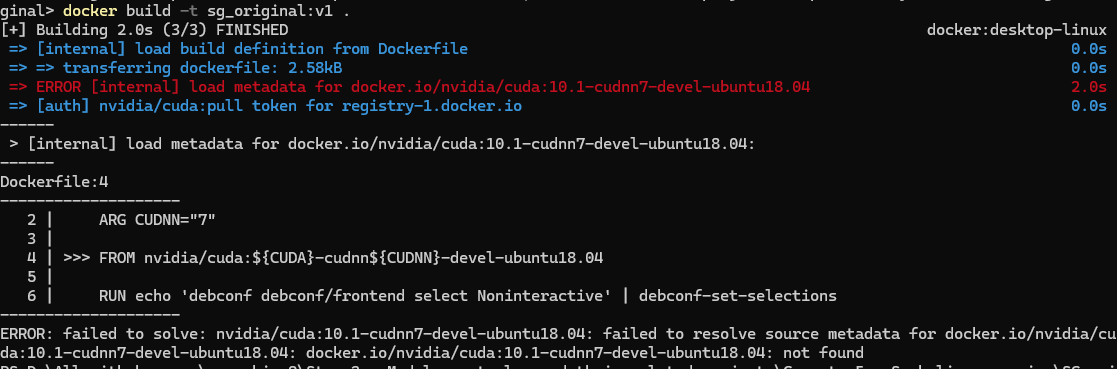 ginal> docker build -t sg_original:v1 .
[+] Building 2.0s (3/3) FINISHED docker:desktop-linux
=> [internal] load build definition from Dockerfile 0.0s
=> => transferring dockerfile: 2.58kB 0.0s
=> ERROR [internal] load metadata for docker.io/nvidia/cuda:10.1-cudnn7-devel-ubuntu18.04 2.0s
=> [auth] nvidia/cuda:pull token for registry-1.docker.io 0.0s
------
> [internal] load metadata for docker.io/nvidia/cuda:10.1-cudnn7-devel-ubuntu18.04:
------
Dockerfile:4
--------------------
2 | ARG CUDNN="7"
3 |
4 | >>> FROM nvidia/cuda:${CUDA}-cudnn${CUDNN}-devel-ubuntu18.04
5 |
6 | RUN echo 'debconf debconf/frontend select Noninteractive' | debconf-set-selections
--------------------
ERROR: failed to solve: nvidia/cuda:10.1-cudnn7-devel-ubuntu18.04: failed to resolve source metadata for docker.io/nvidia/cu
da:10.1-cudnn7-devel-ubuntu18.04: docker.io/nvidia/cuda:10.1-cudnn7-devel-ubuntu18.04: not found